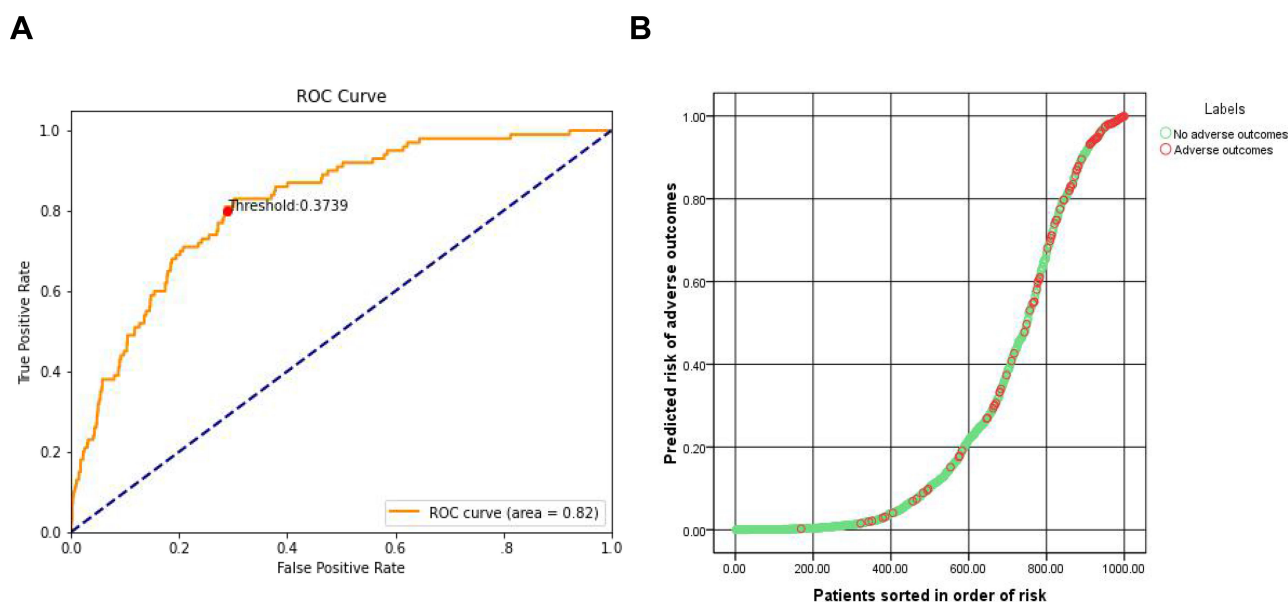 A
B
ROC Curve
1.0
0.8
0.6
0.4
0.2
0.0
True Positive Rate
Threshold:0.3739
ROC curve (area = 0.82)
0.0
0.2
0.4
0.6
.8
1.0
False Positive Rate
1.00
0.80
0.60
0.40
0.20
0.00
Predicted risk of adverse outcomes
0.00
200.00
400.00
600.00
800.00
1000.00
Patients sorted in order of risk
Labels
No adverse outcomes
Adverse outcomes